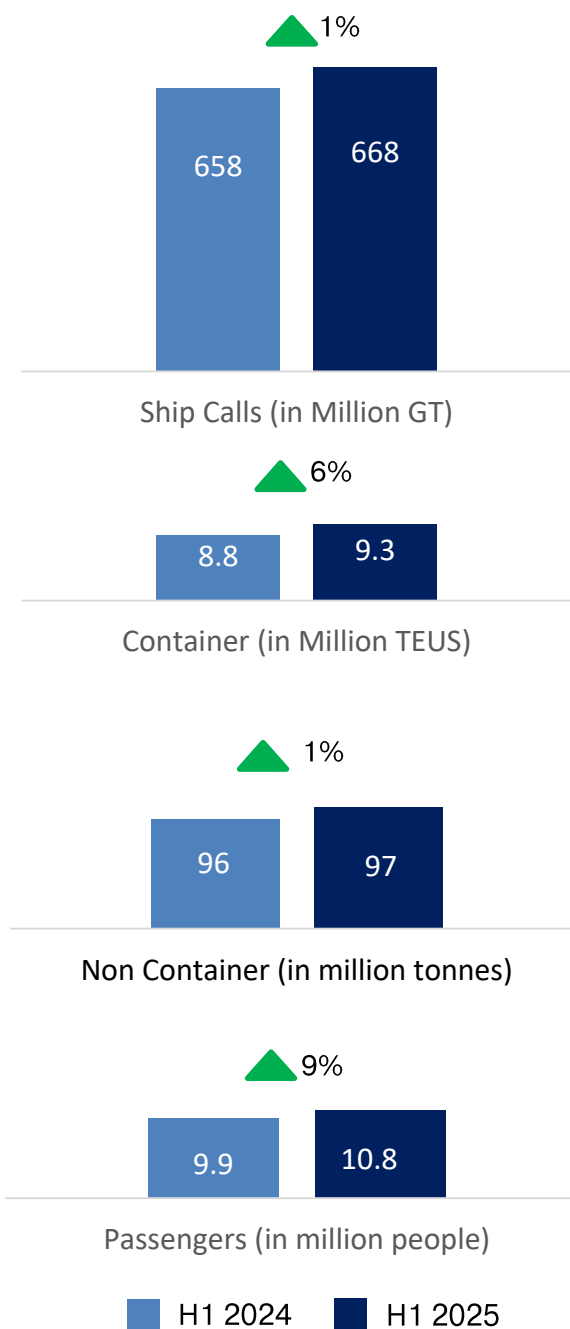 1%
658
668
Ship Calls (in Million GT)
6%
8.8
9.3
Container (in Million TEUS)
1%
96
97
Non Container (in million tonnes)
9%
9.9
10.8
Passengers (in million people)
H1 2024
H1 2025